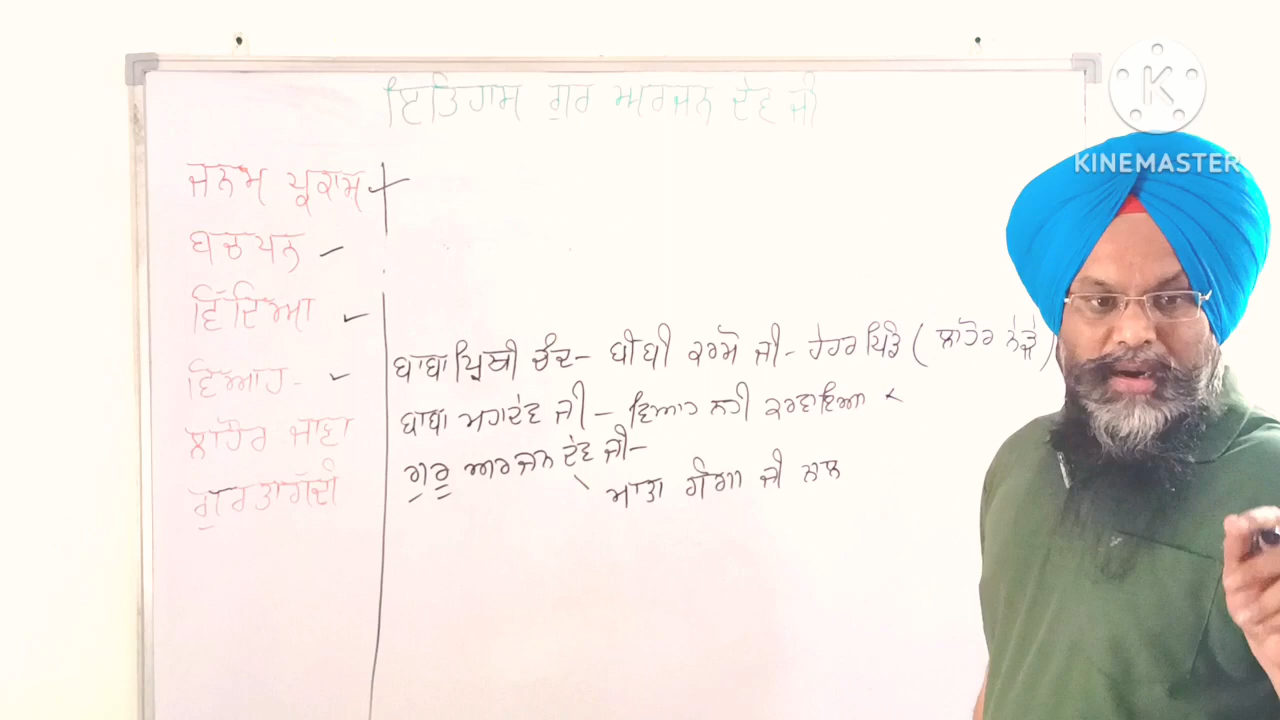 ਇਤਿਹਾਸ ਗੁਰ ਅਰਜਨ ਦੇਵ ਜੀ
ਜਨਮ ਪ੍ਰਕਾਸ਼
ਬਚਪਨ -
ਵਿੱਦਿਆ
ਵਿਆਹ -
ਲਾਹੌਰ ਜਾਣਾ
ਗੁਰਤਾਗੱਦੀ
ਬਾਬਾ ਪ੍ਰਿਥੀ ਚੰਦ - ਬੀਬੀ ਕਰਮੋ ਜੀ - ਹੇਹਰ ਪਿੰਡ ( ਲਾਹੋਰ ਨੇੜੇ )
ਬਾਬਾ ਮਹਾਦੇਵ ਜੀ - ਵਿਆਹ ਨਹੀ ਕਰਵਾਇਆ ×
ਗੁਰੂ ਅਰਜਨ ਦੇਵ ਜੀ -
ਮਾਤਾ ਗੰਗਾ ਜੀ ਨਾਲ
KINEMASTER